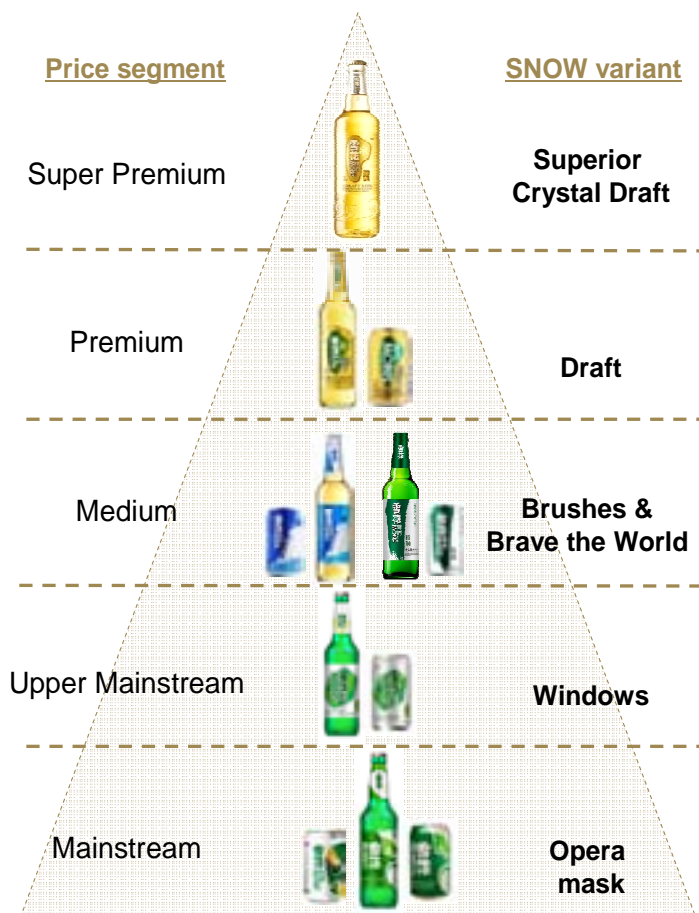 Price segment
SNOW variant
Super Premium
Superior
Crystal Draft
Premium
Draft
Medium
Brushes &
Brave the World
Upper Mainstream
Windows
Mainstream
Opera
mask